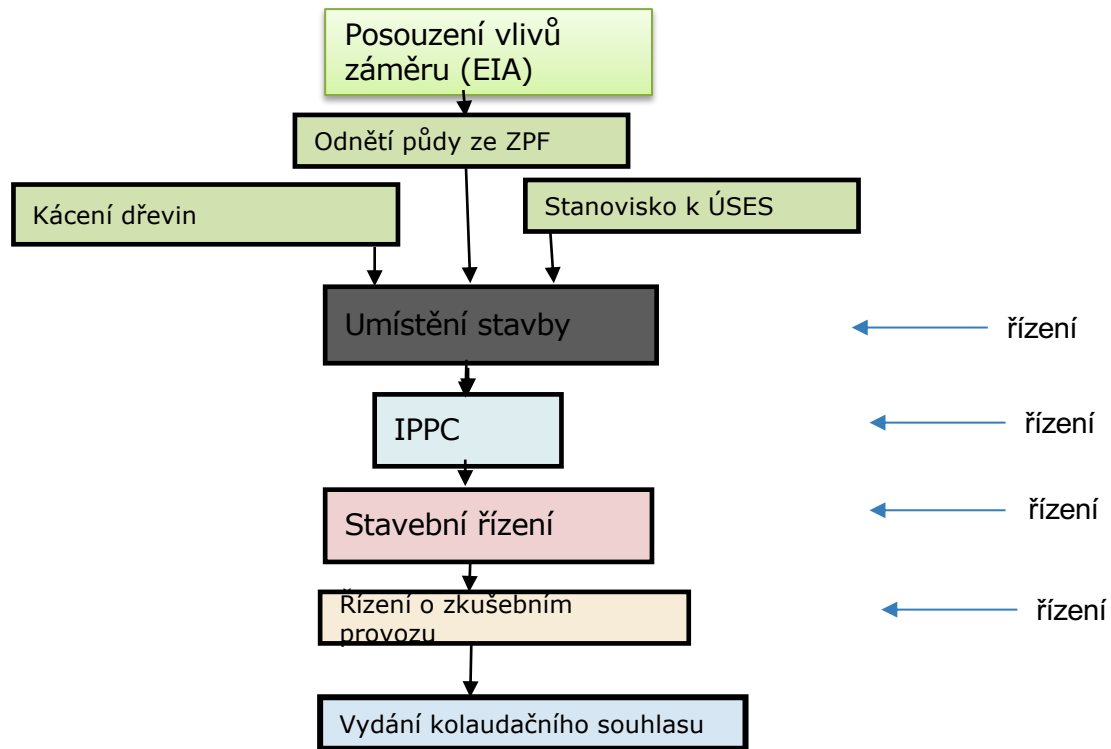 Posouzení vlivů
záměru (EIA)
Odnětí půdy ze ZPF
Kácení dřevin
Stanovisko k ÚSES
Umístění stavby
řízení
IPPC
řízení
Stavební řízení
řízení
Řízení o zkušebním
provozu
řízení
Vydání kolaudačního souhlasu